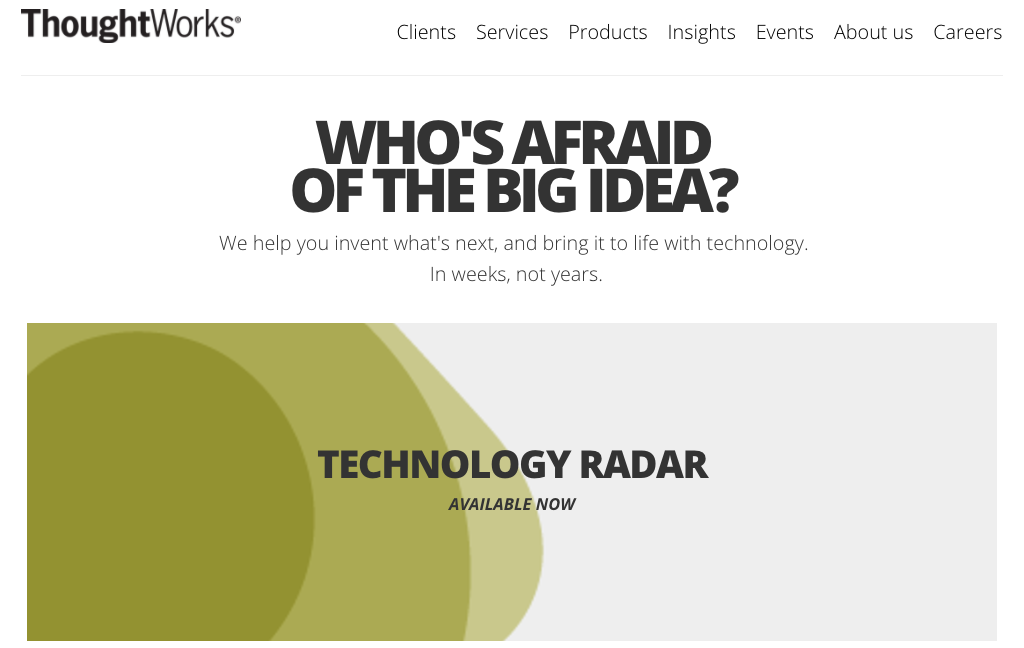 ThoughtWorks®
Clients Services Products Insights Events About us Careers
WHO'S AFRAID
OF THE BIG IDEA?
We help you invent what's next, and bring it to life with technology.
In weeks, not years.
TECHNOLOGY RADAR
AVAILABLE NOW